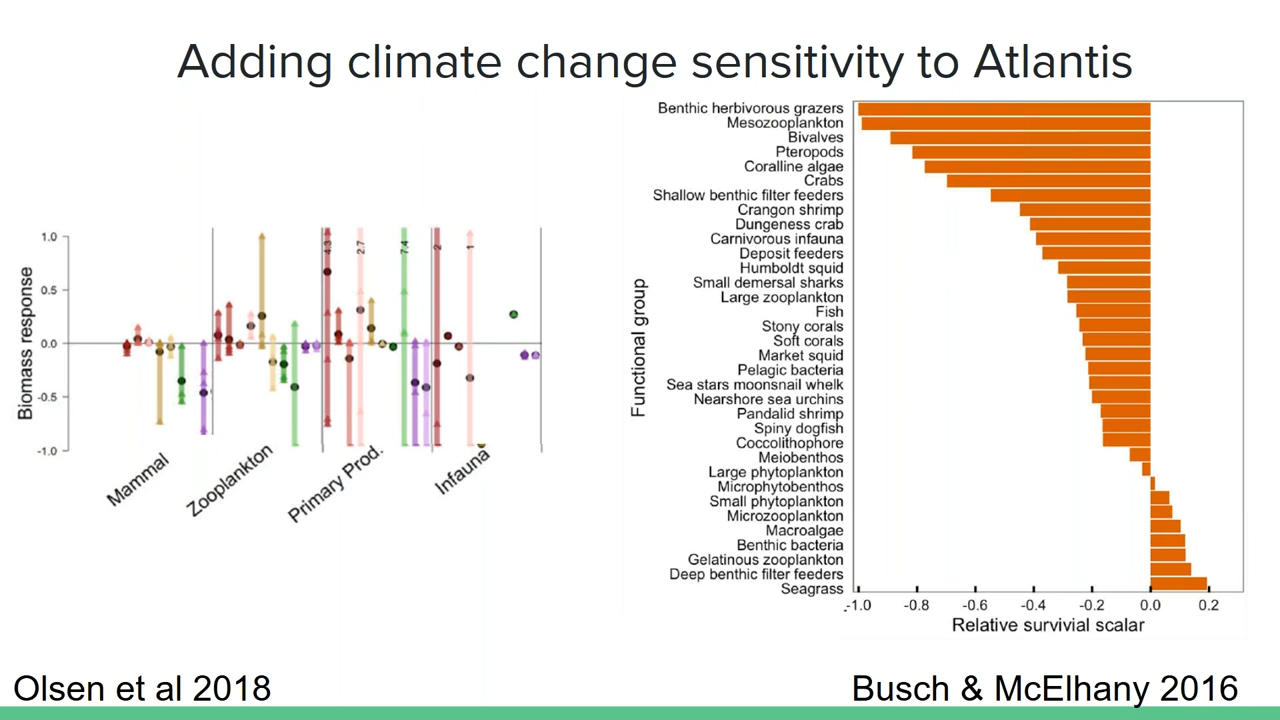 Adding climate change sensitivity to Atlantis
Biomass response
1.0
0.5
0.0
-0.5
-1.0
4.3
2.7
7.4
2
1
Mammal
Zooplankton
Primary Prod.
Infauna
Functional group
Benthic herbivorous grazers
Mesozooplankton
Bivalves
Pteropods
Coralline algae
Crabs
Shallow benthic filter feeders
Crangon shrimp
Dungeness crab
Carnivorous infauna
Deposit feeders
Humboldt squid
Small demersal sharks
Large zooplankton
Fish
Stony corals
Soft corals
Market squid
Pelagic bacteria
Sea stars moonsnail whelk
Nearshore sea urchins
Pandalid shrimp
Spiny dogfish
Coccolithophore
Meiobenthos
Large phytoplankton
Microphytobenthos
Small phytoplankton
Microzooplankton
Macroalgae
Benthic bacteria
Gelatinous zooplankton
Deep benthic filter feeders
Seagrass
-1.0 -0.8 -0.6 -0.4 -0.2 0.0 0.2
Relative survivial scalar
Olsen et al 2018
Busch & McElhany 2016